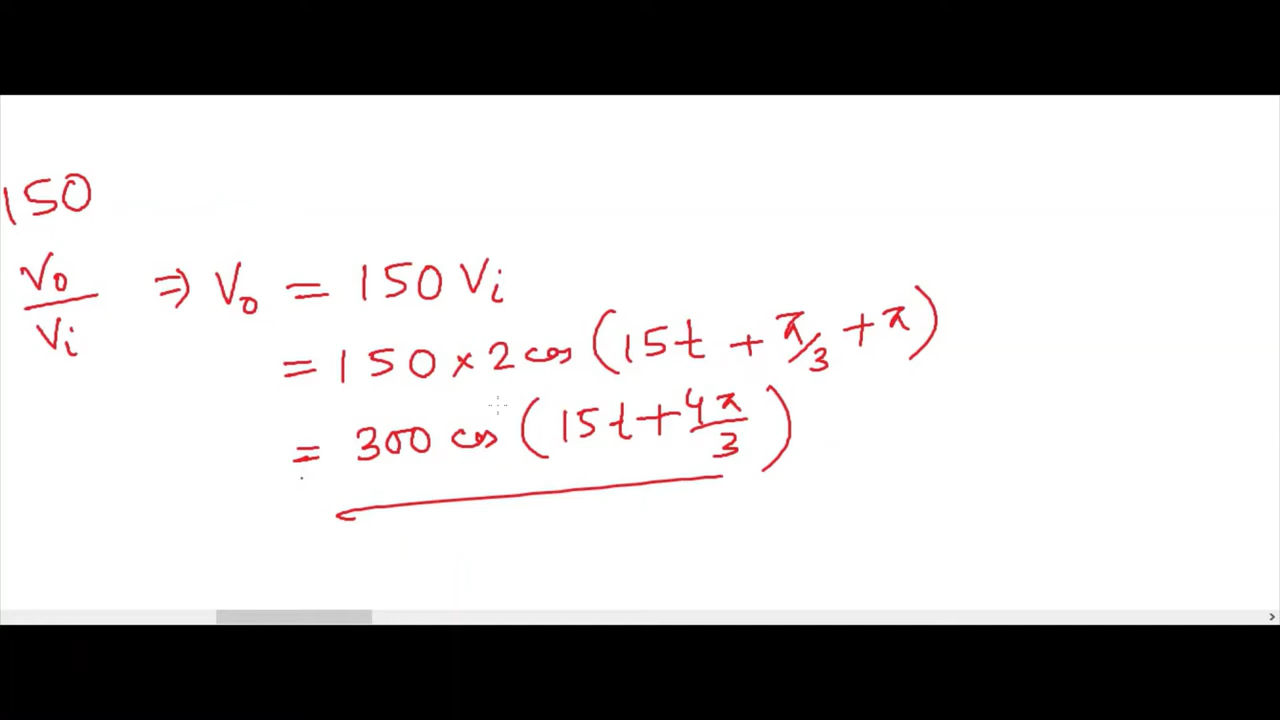 150
V₀/Vᵢ ⇒ V₀ = 150 Vᵢ
= 150 × 2 cos (15t + π/3 + π)
= 300 cos (15t + 4π/3)